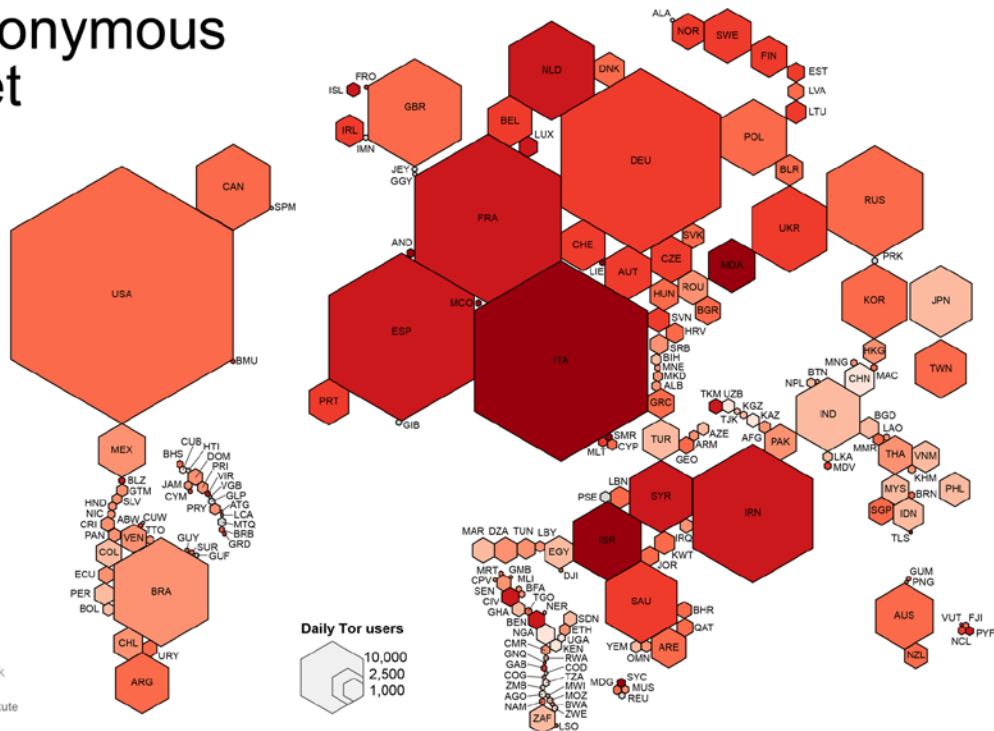 onymous
et
ALA
NOR
SWE
FIN
EST
LVA
LTU
ISL
FRO
GBR
IRL
IMN
JEY
GGY
NLD
DNK
BEL
LUX
DEU
POL
BLR
RUS
UKR
PRK
CAN
SPM
USA
BMU
FRA
AND
MCO
ESP
PRT
GIB
ITA
CHE
LIE
AUT
CZE
SVK
MDA
HUN
ROU
BGR
SVN
HRV
SRB
BIH
MNE
MKD
ALB
GRC
SMR
MLT
CYP
TUR
GEO
ARM
AZE
TKM
UZB
TJK
KGZ
KAZ
AFG
PAK
KOR
JPN
HKG
MNG
MAC
CHN
TWN
BTN
NPL
IND
LKA
MDV
BGD
LAO
MMR
THA
VNM
KHM
MYS
BRN
PHL
SGP
IDN
TLS
MEX
BLZ
GTM
SLV
HND
NIC
CRI
PAN
ABW
CUW
TTO
VEN
COL
ECU
PER
BOL
GUY
SUR
GUF
BRA
CHL
URY
ARG
CUB
HTI
BHS
DOM
PRI
VIR
VGB
JAM
CYM
GLP
PRY
ATG
LCA
MTQ
BRB
GRD
LBN
PSE
SYR
IRN
ISR
IRQ
KWT
JOR
SAU
BHR
QAT
ARE
YEM
OMN
MAR
DZA
TUN
LBY
EGY
DJI
MRT
GMB
CPV
MLI
SEN
BFA
CIV
TGO
GHA
NER
BEN
SDN
NGA
ETH
UGA
CMR
KEN
GNQ
RWA
GAB
COD
COG
TZA
ZMB
MWI
AGO
MOZ
NAM
BWA
ZWE
ZAF
LSO
MDG
SYC
MUS
REU
GUM
PNG
AUS
NZL
VUT
FJI
NCL
PYF
Daily Tor users
10,000
2,500
1,000
k
tute